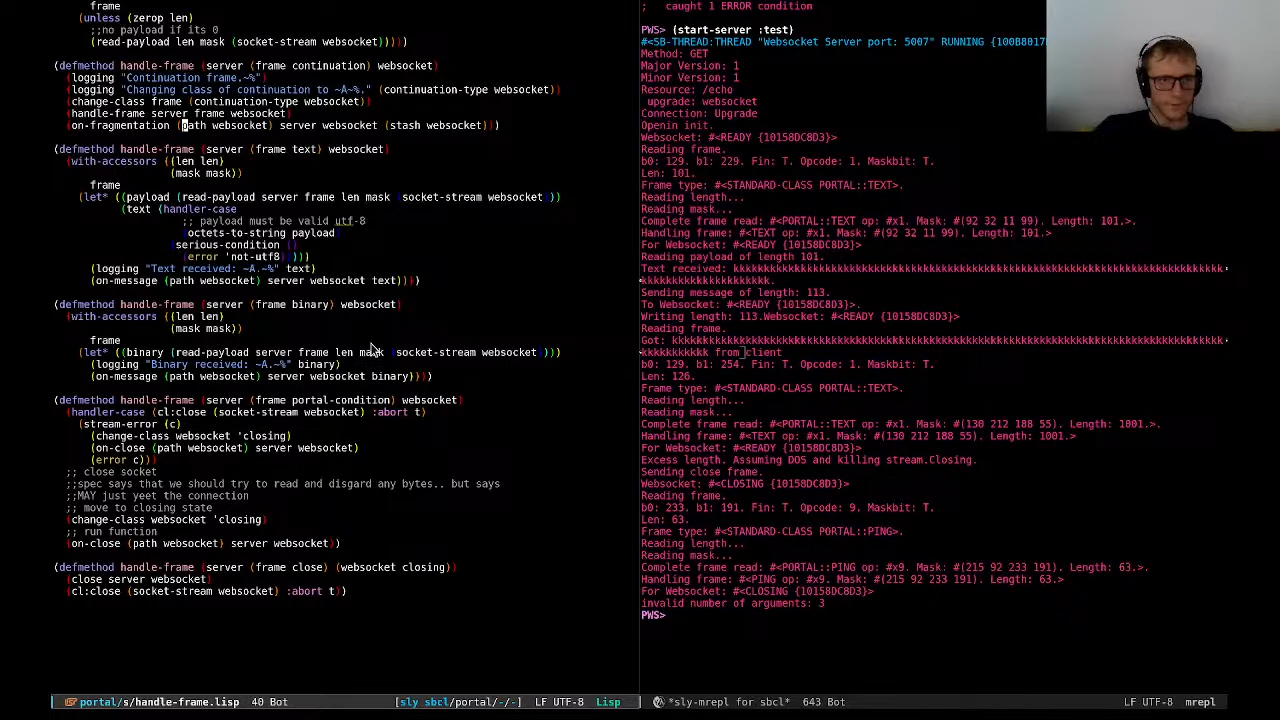 frame
(unless (zerop len)
;;no payload if its 0
(read-payload len mask (socket-stream websocket)))))
(defmethod handle-frame (server (frame continuation) websocket)
(logging "Continuation frame.~%")
(logging "Changing class of continuation to ~A~%." (continuation-type websocket))
(change-class frame (continuation-type websocket))
(handle-frame server frame websocket)
(on-fragmentation (path websocket) server websocket (stash websocket)))
(defmethod handle-frame (server (frame text) websocket)
(with-accessors ((len len)
(mask mask))
frame
(let* ((payload (read-payload server frame len mask (socket-stream websocket)))
(text (handler-case
;; payload must be valid utf-8
(octets-to-string payload)
(serious-condition ()
(error 'not-utf8)))))
(logging "Text received: ~A.~%" text)
(on-message (path websocket) server websocket text))))
(defmethod handle-frame (server (frame binary) websocket)
(with-accessors ((len len)
(mask mask))
frame
(let* ((binary (read-payload server frame len mask (socket-stream websocket)))
(logging "Binary received: ~A.~%" binary)
(on-message (path websocket) server websocket binary))))
(defmethod handle-frame (server (frame portal-condition) websocket)
(handler-case (cl:close (socket-stream websocket) :abort t)
(stream-error (c)
(change-class websocket 'closing)
(on-close (path websocket) server websocket)
(error c)))
;; close socket
;;spec says that we should try to read and disgard any bytes.. but says
;;MAY just yeet the connection
;; move to closing state
(change-class websocket 'closing)
;; run function
(on-close (path websocket) server websocket))
(defmethod handle-frame (server (frame close) (websocket closing))
(close server websocket)
(cl:close (socket-stream websocket) :abort t))
portal/s/handle-frame.lisp 40 Bot [sly sbcl/portal/-/-] LF UTF-8 Lisp
; caught 1 ERROR condition
PWS> (start-server :test)
#<SB-THREAD:THREAD "Websocket Server port: 5007" RUNNING {100B8017
Method: GET
Major Version: 1
Minor Version: 1
Resource: /echo
upgrade: websocket
Connection: Upgrade
Openin init.
Websocket: #<READY {10158DC8D3}>
Reading frame.
b0: 129. b1: 229. Fin: T. Opcode: 1. Maskbit: T.
Len: 101.
Frame type: #<STANDARD-CLASS PORTAL::TEXT>.
Reading length...
Reading mask...
Complete frame read: #<PORTAL::TEXT op: #x1. Mask: #(92 32 11 99). Length: 101.>.
Handling frame: #<TEXT op: #x1. Mask: #(92 32 11 99). Length: 101.>
For Websocket: #<READY {10158DC8D3}>
Reading payload of length 101.
Text received: kkkkkkkkkkkkkkkkkkkkkkkkkkkkkkkkkkkkkkkkkkkkkkkkkkkkkkkkkkkkkkkkkkkkkkkkkkkkkkkk
kkkkkkkkkkkkkkkkkkkkk.
Sending message of length: 113.
To Websocket: #<READY {10158DC8D3}>.
Writing length: 113.Websocket: #<READY {10158DC8D3}>
Reading frame.
Got: kkkkkkkkkkkkkkkkkkkkkkkkkkkkkkkkkkkkkkkkkkkkkkkkkkkkkkkkkkkkkkkkkkkkkkkkkkkkkkkkkkkkkkkkkk
kkkkkkkkkkk from client
b0: 129. b1: 254. Fin: T. Opcode: 1. Maskbit: T.
Len: 126.
Frame type: #<STANDARD-CLASS PORTAL::TEXT>.
Reading length...
Reading mask...
Complete frame read: #<PORTAL::TEXT op: #x1. Mask: #(130 212 188 55). Length: 1001.>.
Handling frame: #<TEXT op: #x1. Mask: #(130 212 188 55). Length: 1001.>
For Websocket: #<READY {10158DC8D3}>
Excess length. Assuming DOS and killing stream.Closing.
Sending close frame.
Websocket: #<CLOSING {10158DC8D3}>
Reading frame.
b0: 233. b1: 191. Fin: T. Opcode: 9. Maskbit: T.
Len: 63.
Frame type: #<STANDARD-CLASS PORTAL::PING>.
Reading length...
Reading mask...
Complete frame read: #<PORTAL::PING op: #x9. Mask: #(215 92 233 191). Length: 63.>.
Handling frame: #<PING op: #x9. Mask: #(215 92 233 191). Length: 63.>
For Websocket: #<CLOSING {10158DC8D3}>
invalid number of arguments: 3
PWS>
*sly-mrepl for sbcl* 643 Bot LF UTF-8 mrepl